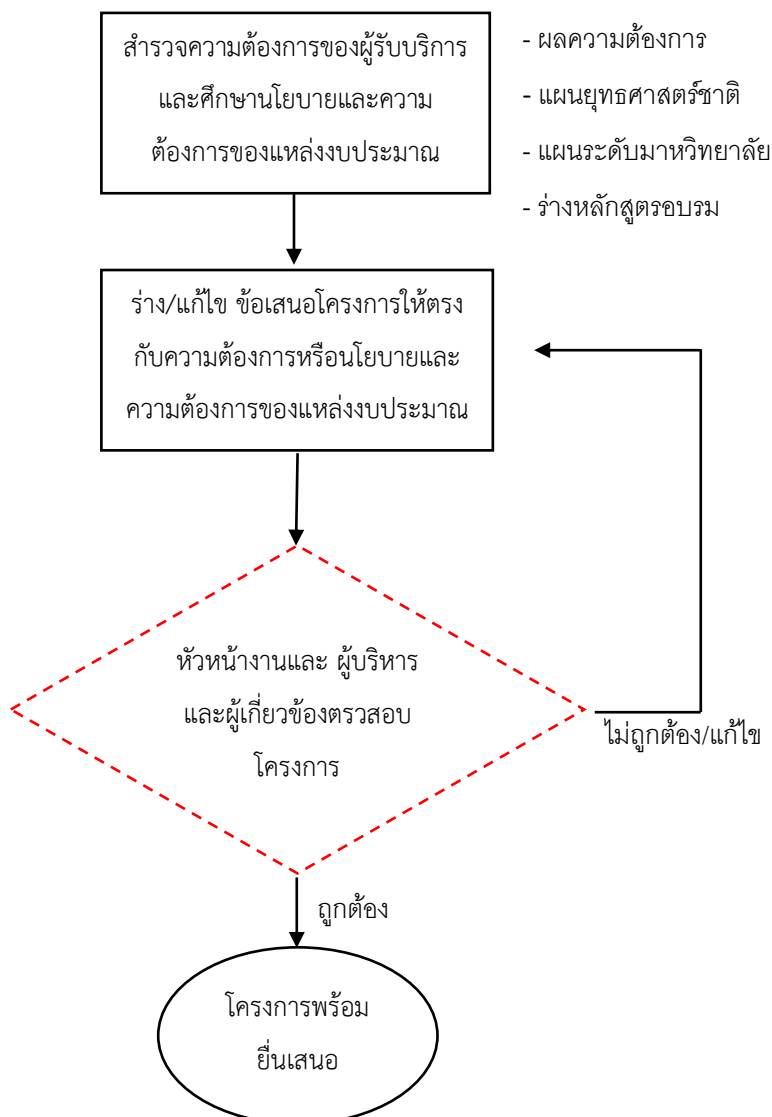 สำรวจความต้องการของผู้รับบริการ
และศึกษานโยบายและความ
ต้องการของแหล่งงบประมาณ
- ผลความต้องการ
- แผนยุทธศาสตร์ชาติ
- แผนระดับมาหวิทยาลัย
- ร่างหลักสูตรอบรม
ร่าง/แก้ไข ข้อเสนอโครงการให้ตรง
กับความต้องการหรือนโยบายและ
ความต้องการของแหล่งงบประมาณ
หัวหน้างานและ ผู้บริหาร
และผู้เกี่ยวข้องตรวสอบ
โครงการ
ไม่ถูกต้อง/แก้ไข
ถูกต้อง
โครงการพร้อม
ยื่นเสนอ